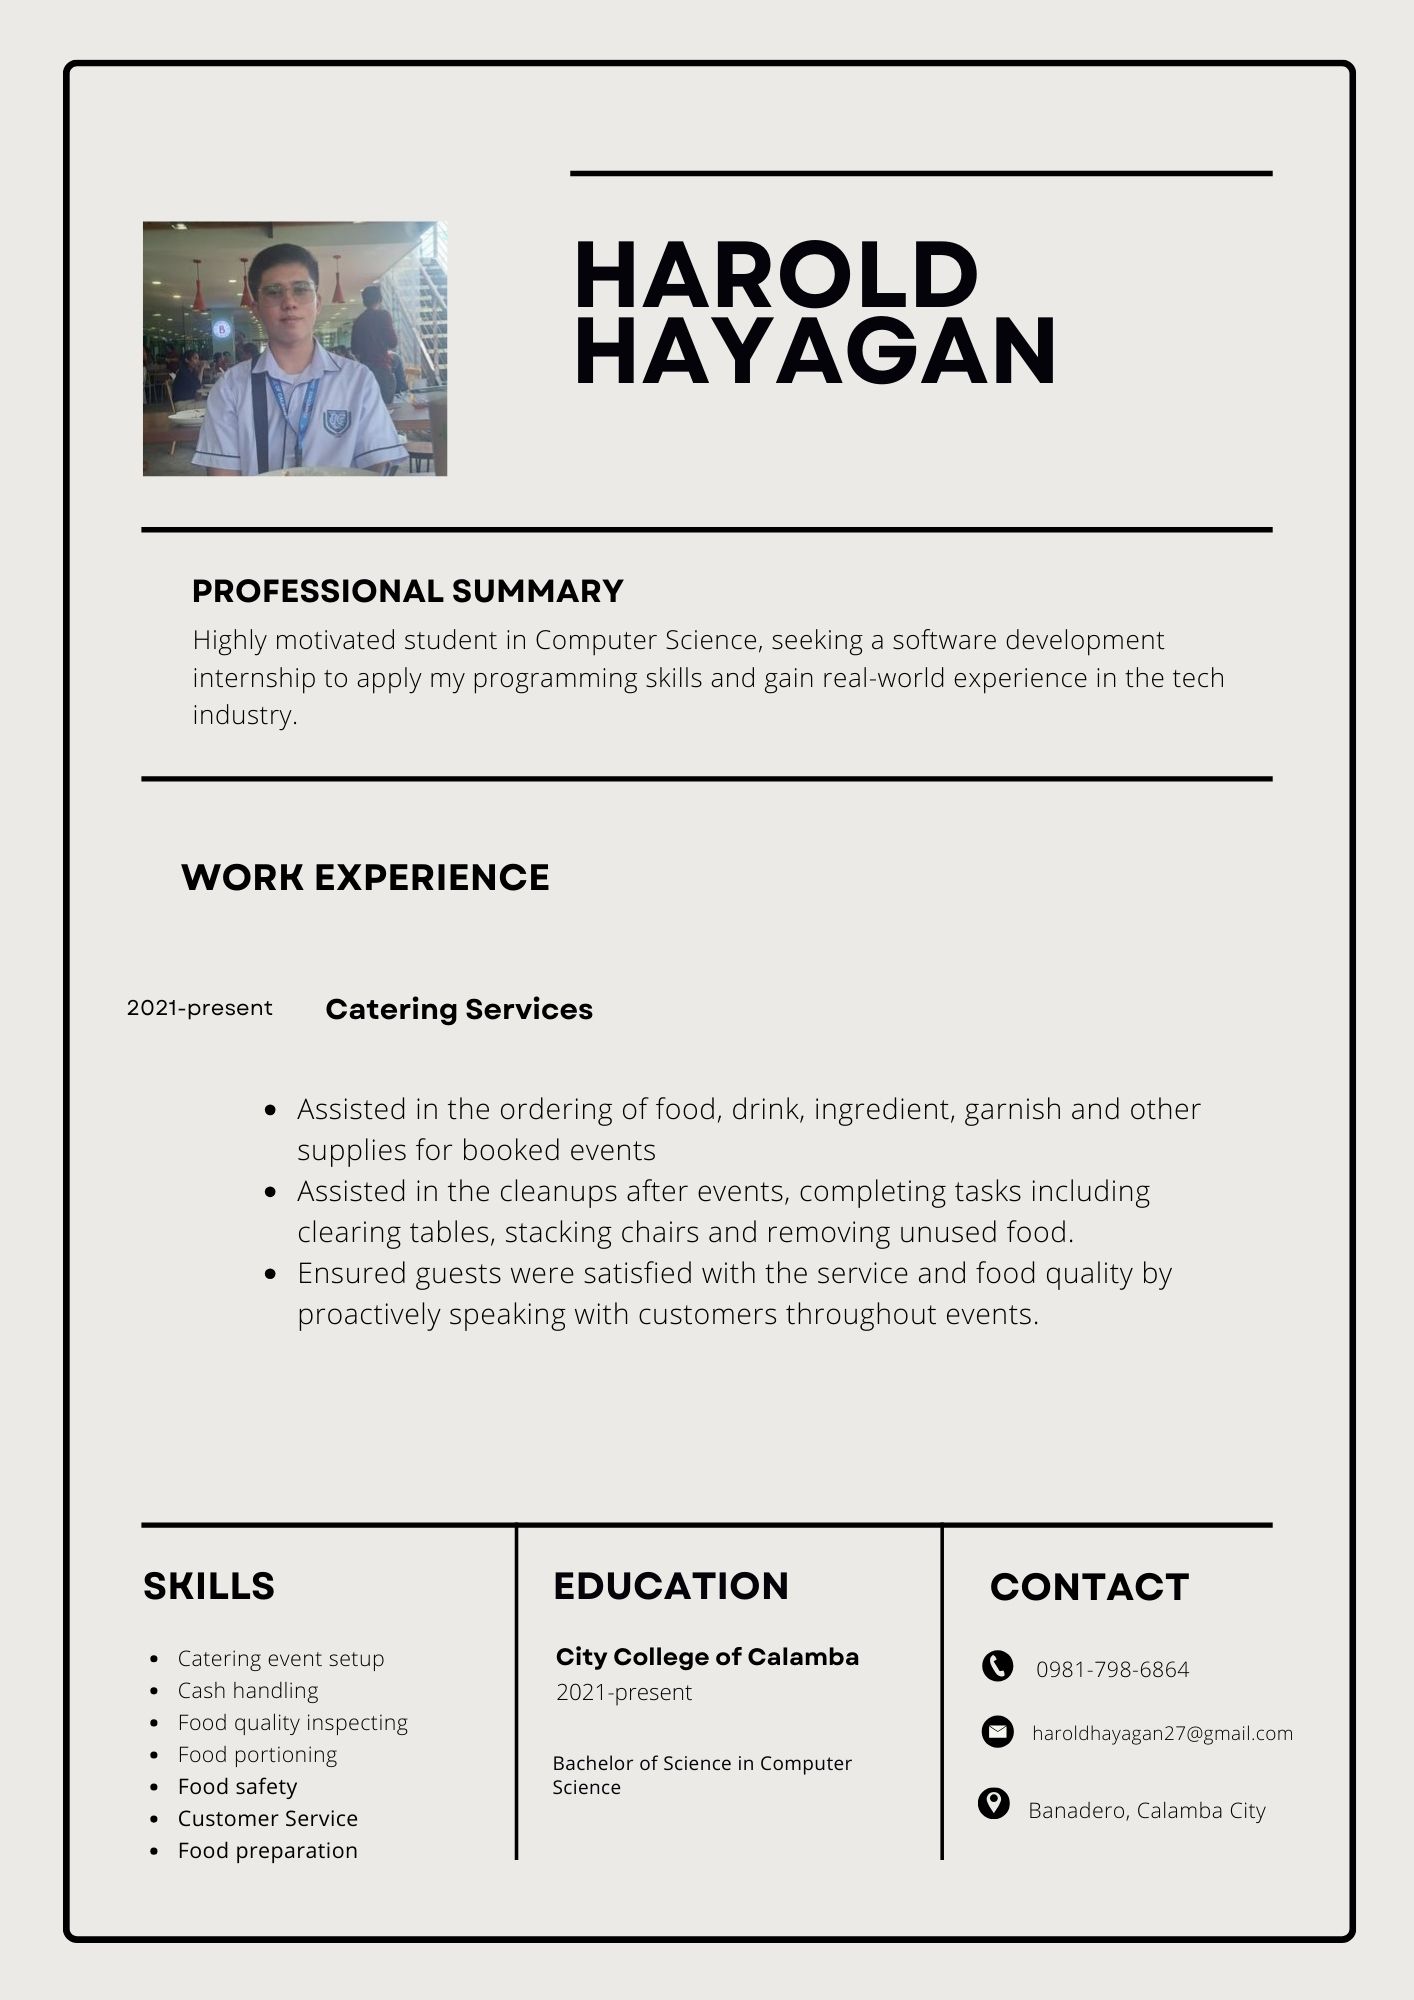 HAROLD
HAYAGAN
PROFESSIONAL SUMMARY
Highly motivated student in Computer Science, seeking a software development
internship to apply my programming skills and gain real-world experience in the tech
industry.
WORK EXPERIENCE
2021-present Catering Services
• Assisted in the ordering of food, drink, ingredient, garnish and other
supplies for booked events
• Assisted in the cleanups after events, completing tasks including
clearing tables, stacking chairs and removing unused food.
• Ensured guests were satisfied with the service and food quality by
proactively speaking with customers throughout events.
SKILLS
• Catering event setup
• Cash handling
• Food quality inspecting
• Food portioning
• Food safety
• Customer Service
• Food preparation
EDUCATION
City College of Calamba
2021-present
Bachelor of Science in Computer
Science
CONTACT
0981-798-6864
haroldhayagan27@gmail.com
Banadero, Calamba City